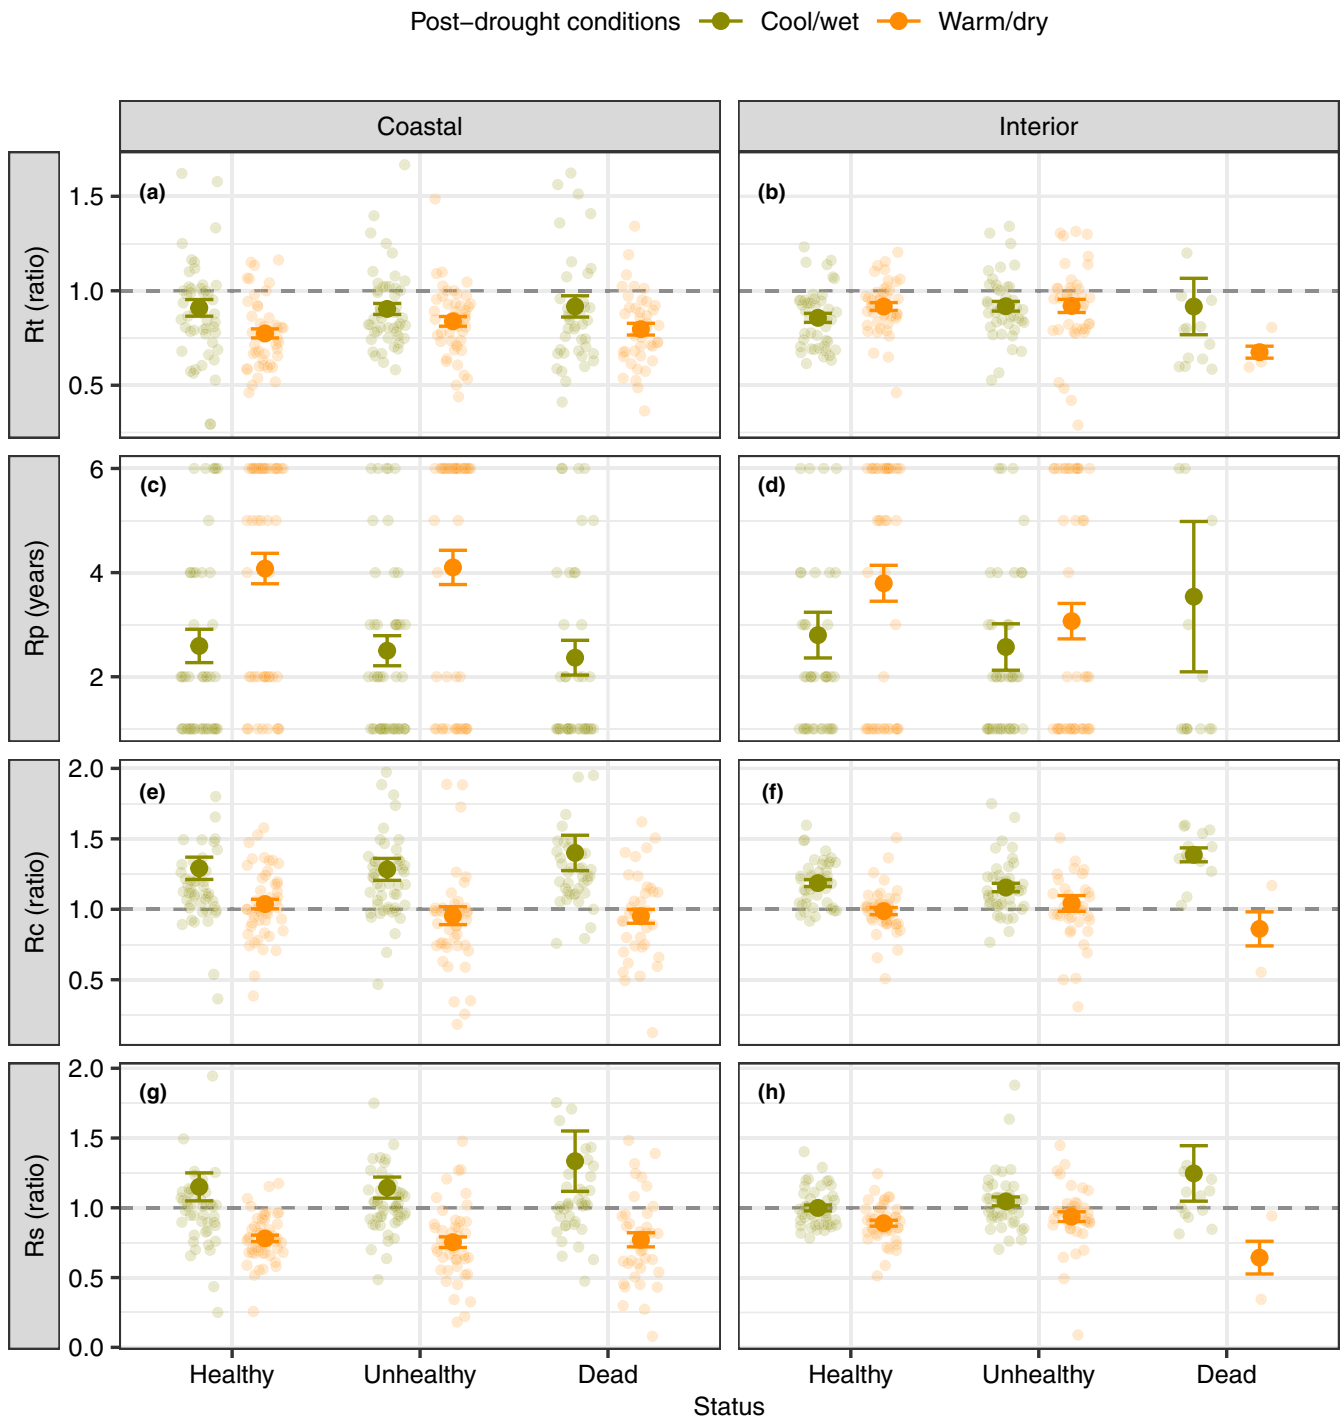 Post-drought conditions Cool/wet Warm/dry
Coastal Interior
Rt (ratio)
1.5
1.0
0.5
(a) (b)
Rp (years)
6
4
2
(c) (d)
Rc (ratio)
2.0
1.5
1.0
0.5
(e) (f)
Rs (ratio)
2.0
1.5
1.0
0.5
0.0
(g) (h)
Healthy Unhealthy Dead Healthy Unhealthy Dead
Status